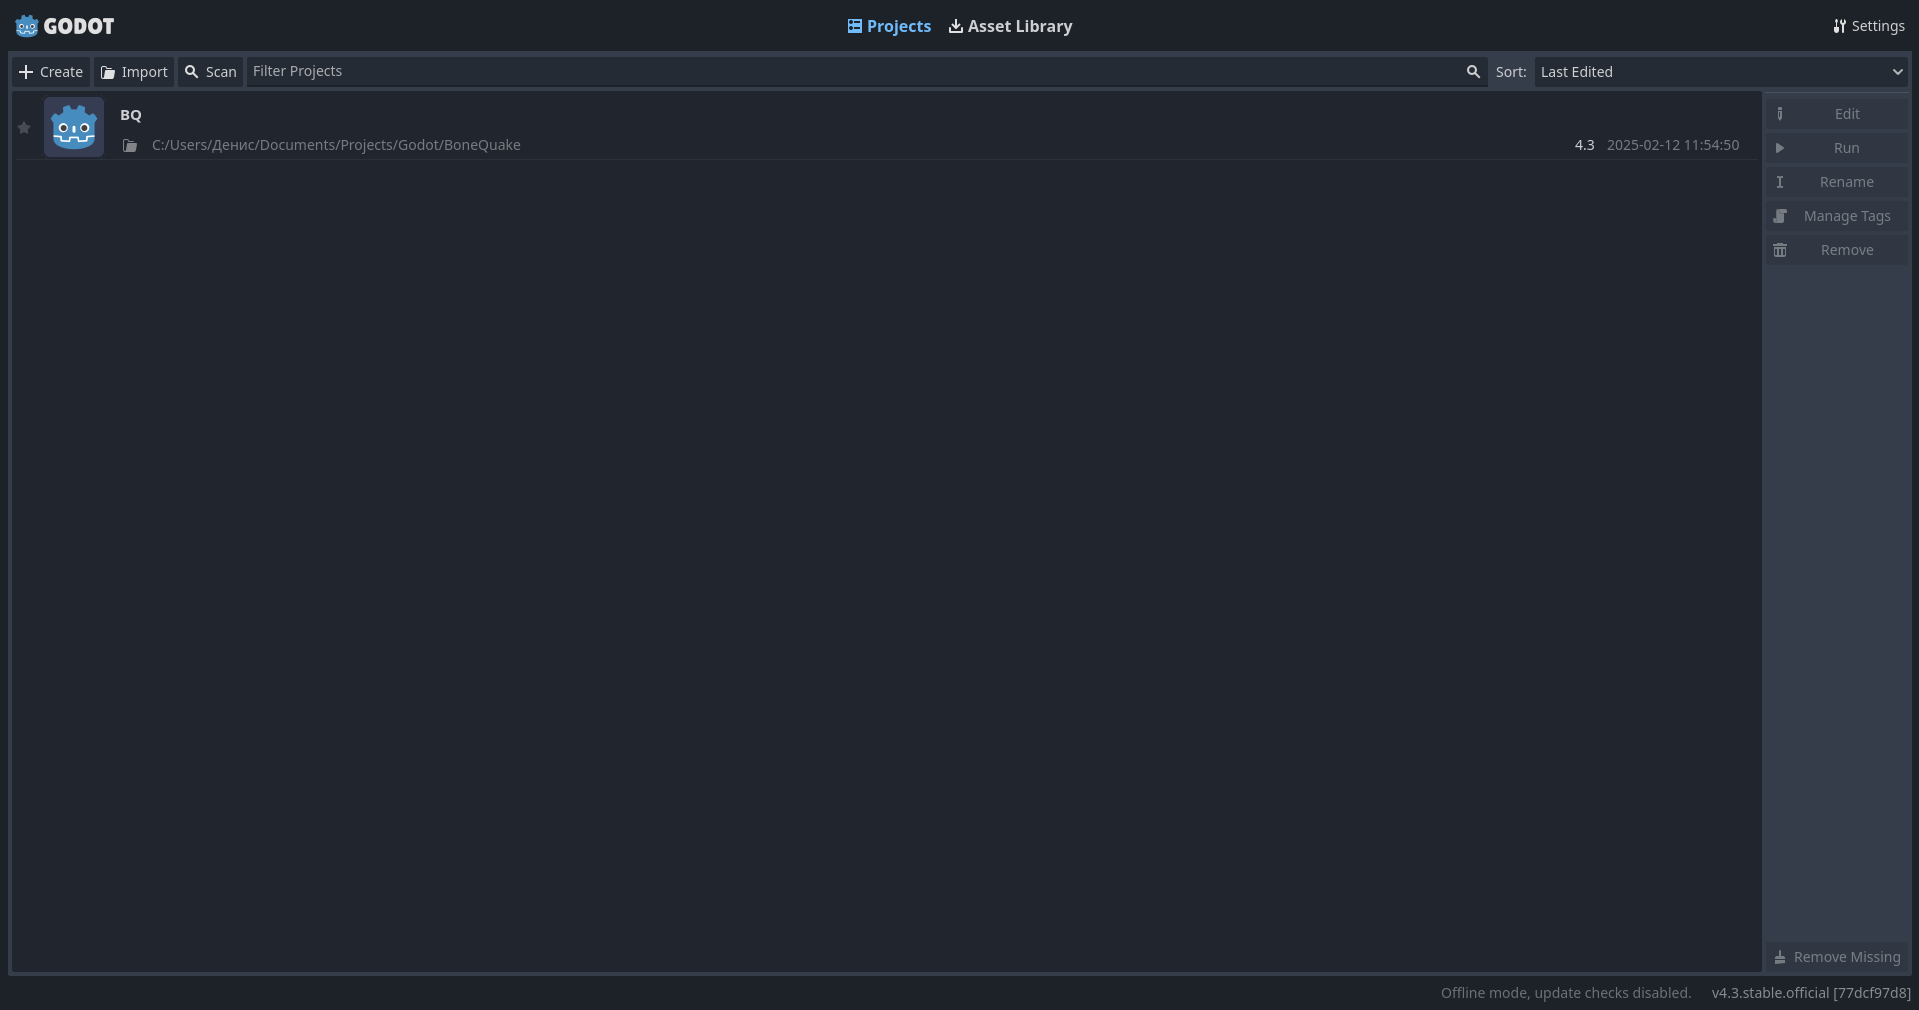 GODOT
Projects Asset Library
Settings
Create Import Scan Filter Projects Sort: Last Edited
BQ
C:/Users/Денис/Documents/Projects/Godot/BoneQuake 4.3 2025-02-12 11:54:50
Edit
Run
Rename
Manage Tags
Remove
Remove Missing
Offline mode, update checks disabled. v4.3.stable.official [77dcf97d8]